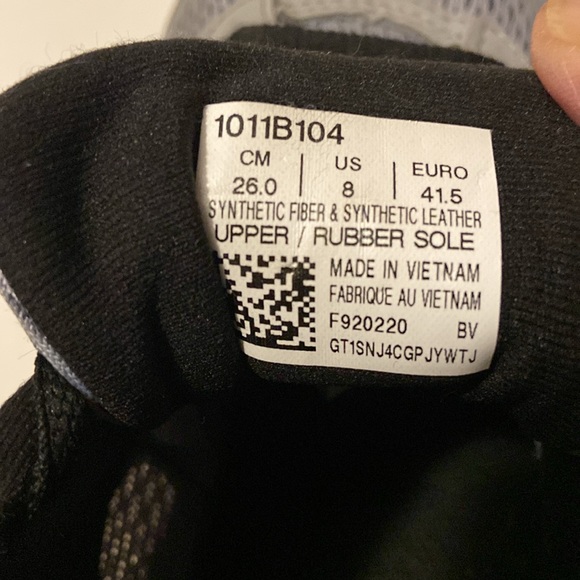 1011B104
CM | US | EURO
26.0 | 8 | 41.5
SYNTHETIC FIBER & SYNTHETIC LEATHER
UPPER / RUBBER SOLE
MADE IN VIETNAM
FABRIQUE AU VIETNAM
F920220 BV
GT1SNJ4CGPJYWTJ